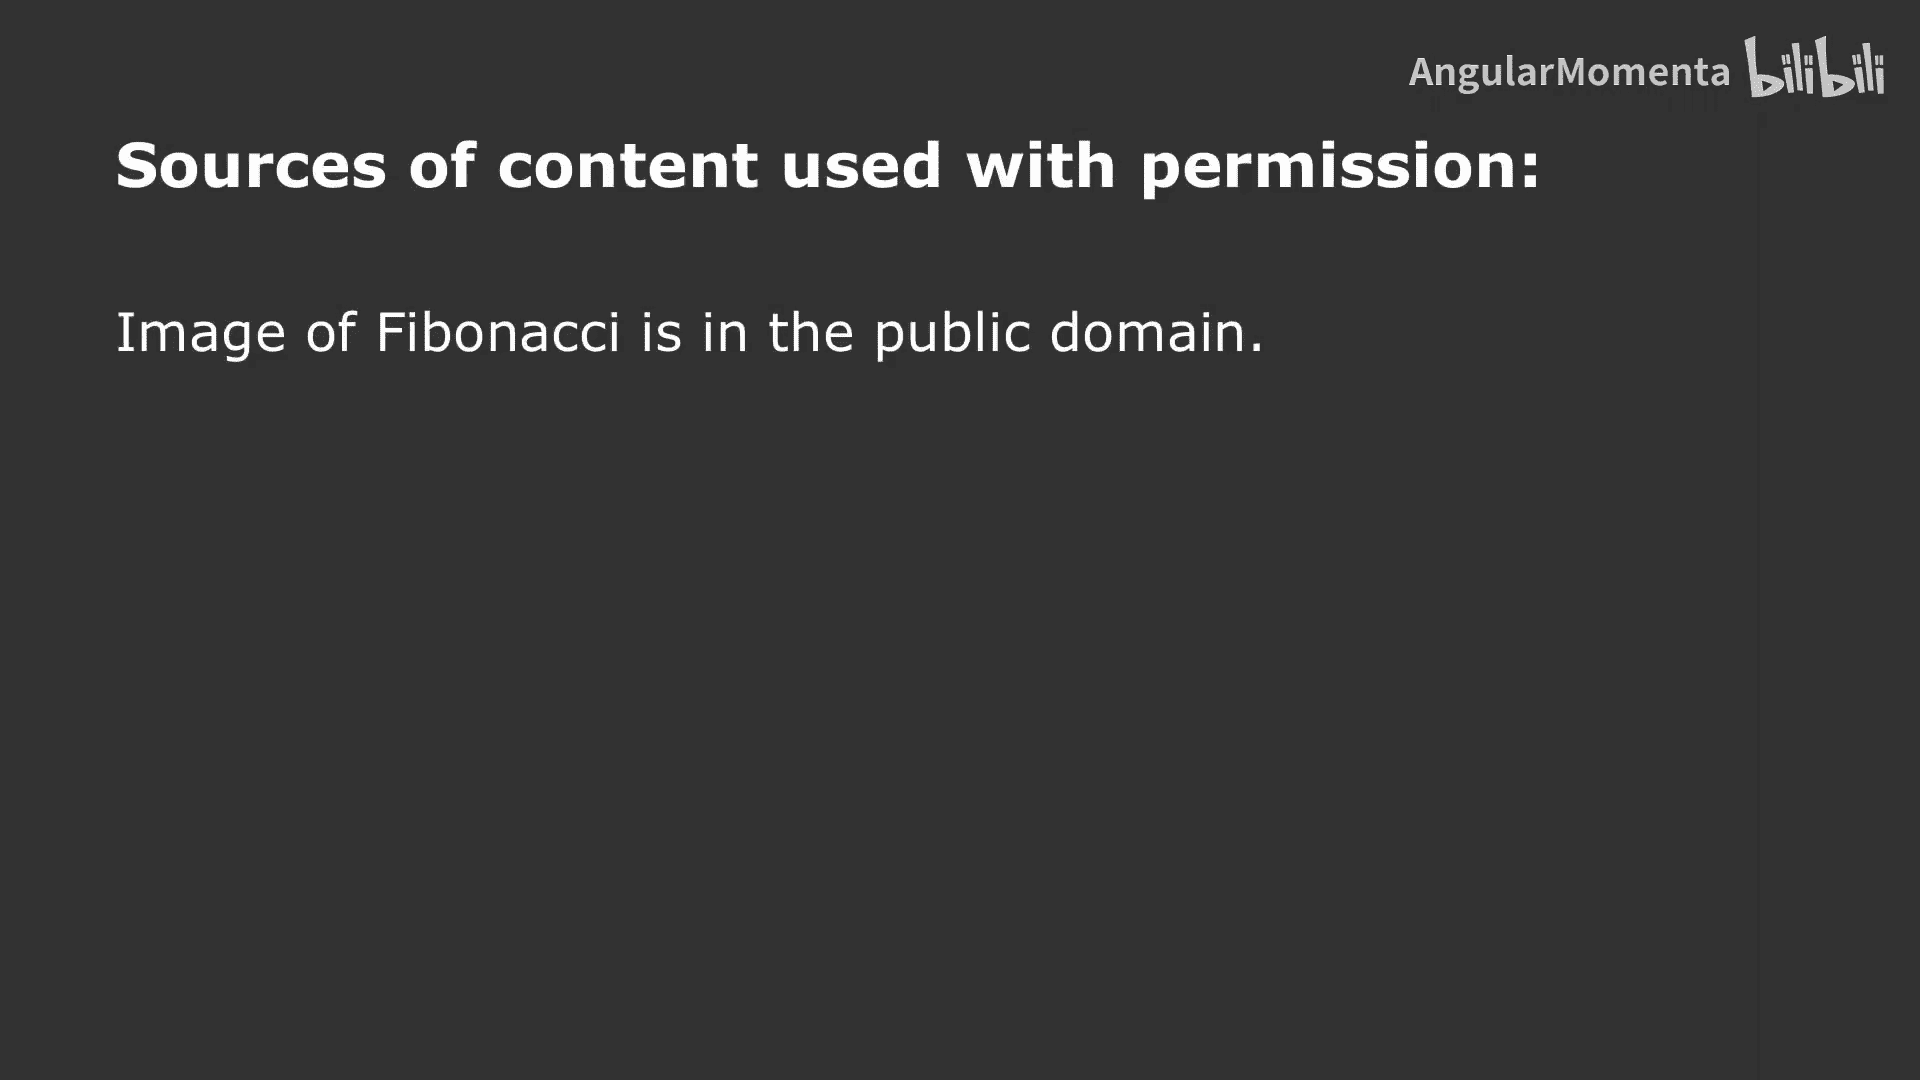 AngularMomenta bilibili
Sources of content used with permission:
Image of Fibonacci is in the public domain.